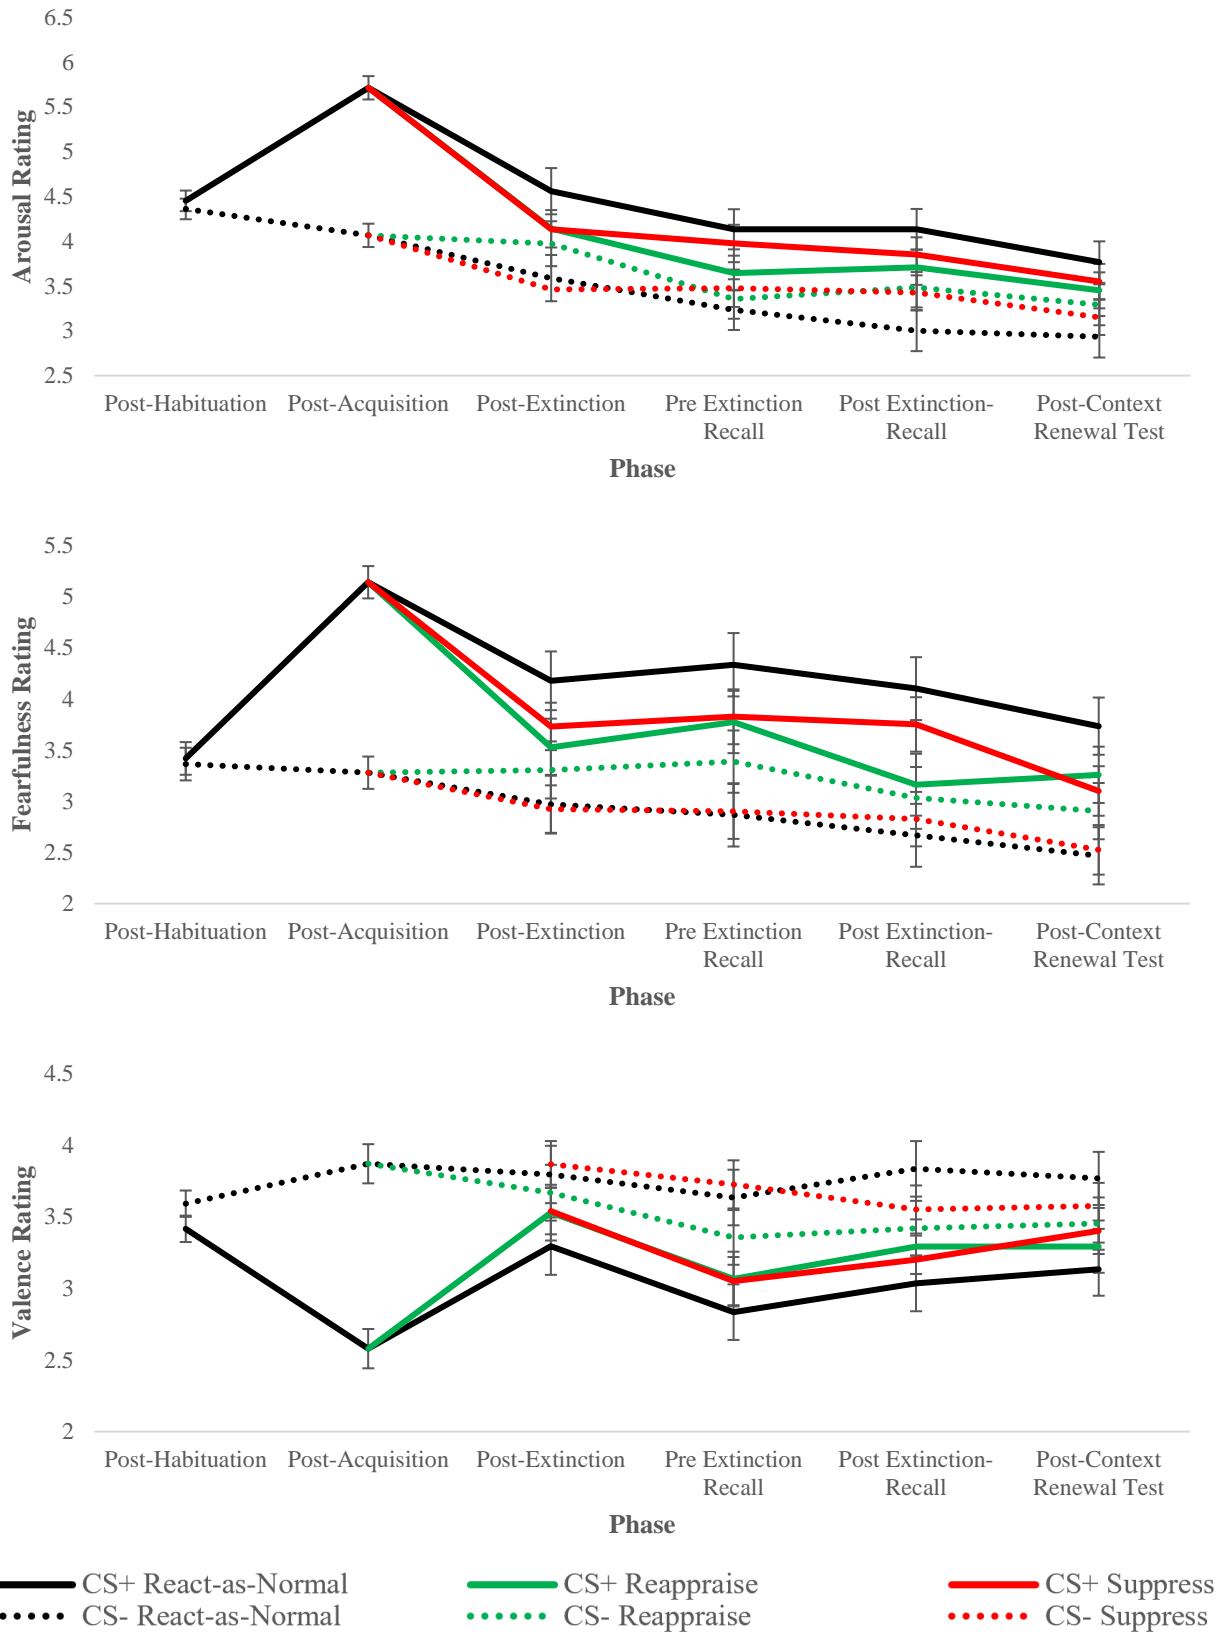 6.5
6
5.5
5
4.5
4
3.5
3
2.5
Arousal Rating
Post-Habituation Post-Acquisition Post-Extinction Pre Extinction Post Extinction- Post-Context
Recall Recall Renewal Test
Phase
5.5
5
4.5
4
3.5
3
2.5
2
Fearfulness Rating
Post-Habituation Post-Acquisition Post-Extinction Pre Extinction Post Extinction- Post-Context
Recall Recall Renewal Test
Phase
4.5
4
3.5
3
2.5
2
Valence Rating
Post-Habituation Post-Acquisition Post-Extinction Pre Extinction Post Extinction- Post-Context
Recall Recall Renewal Test
Phase
CS+ React-as-Normal CS+ Reappraise CS+ Suppress
CS- React-as-Normal CS- Reappraise CS- Suppress